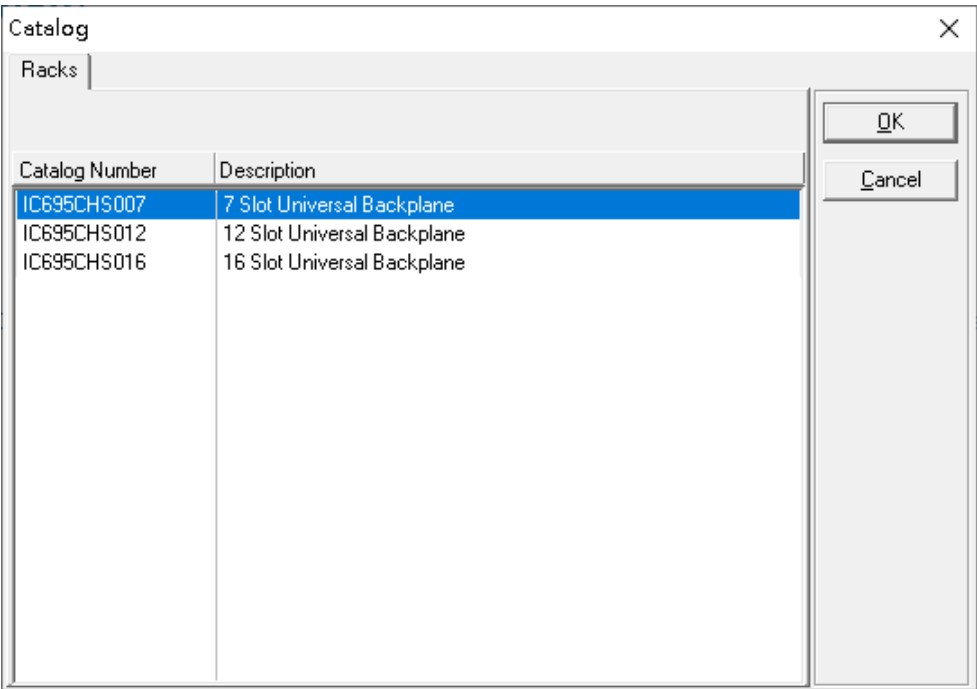 Catalog
Racks
OK
Cancel
Catalog Number Description
IC695CHS007 7 Slot Universal Backplane
IC695CHS012 12 Slot Universal Backplane
IC695CHS016 16 Slot Universal Backplane